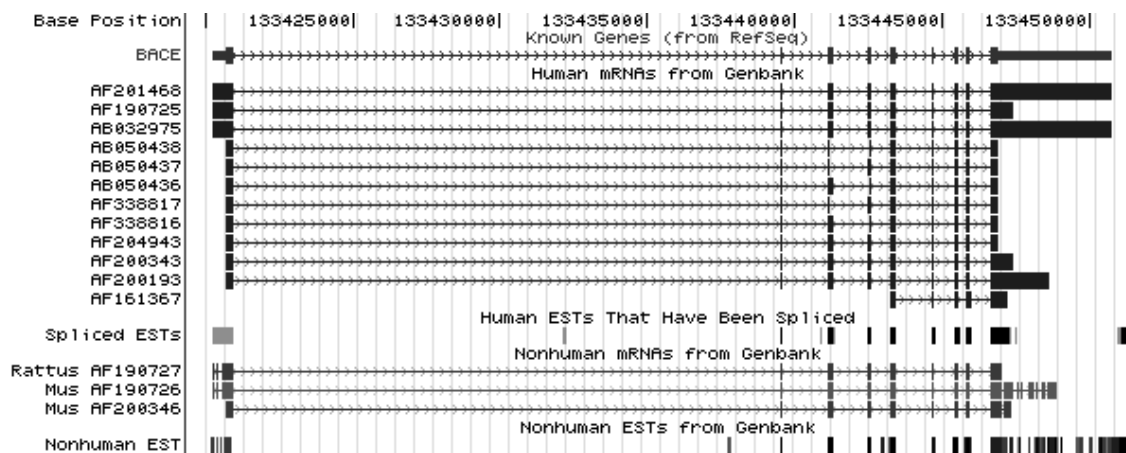 Base Position | 133425000| 133430000| 133435000| 133440000| 133445000| 133450000|
Known Genes (from RefSeq)
BACE
Human mRNAs from Genbank
AF201468
AF190725
AB032975
AB050438
AB050437
AB050436
AF338817
AF338816
AF204943
AF200343
AF200193
AF161367
Human ESTs That Have Been Spliced
Spliced ESTs
Nonhuman mRNAs from Genbank
Rattus AF190727
Mus AF190726
Mus AF200346
Nonhuman ESTs from Genbank
Nonhuman EST